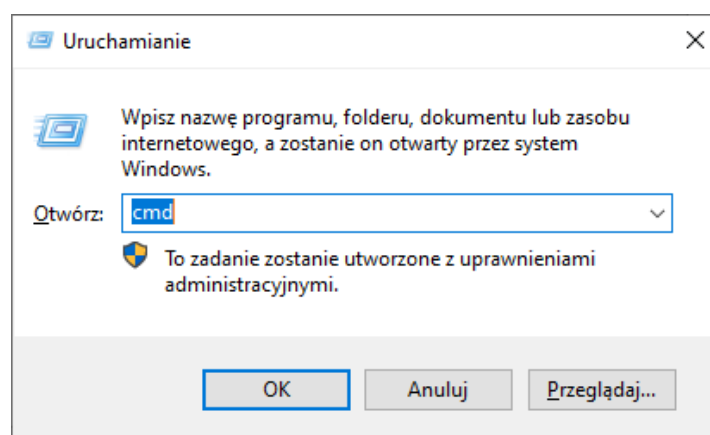 Uruchamianie
Wpisz nazwę programu, folderu, dokumentu lub zasobu
internetowego, a zostanie on otwarty przez system
Windows.
Otwórz: cmd
To zadanie zostanie utworzone z uprawnieniami
administracyjnymi.
OK Anuluj Przeglądaj...